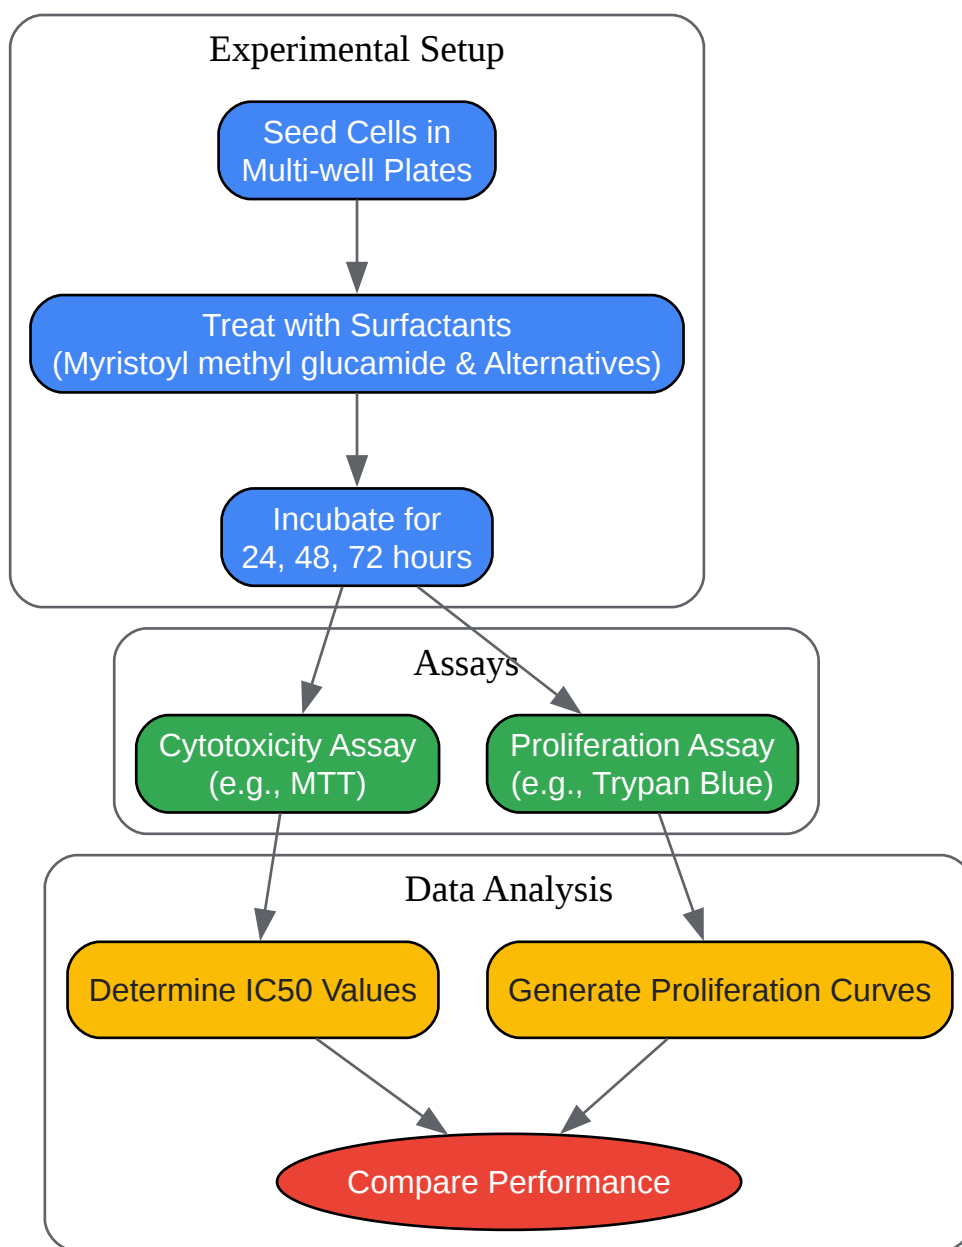 Experimental Setup
Seed Cells in
Multi-well Plates
Treat with Surfactants
(Myristoyl methyl glucamide & Alternatives)
Incubate for
24, 48, 72 hours
Assays
Cytotoxicity Assay
(e.g., MTT)
Proliferation Assay
(e.g., Trypan Blue)
Data Analysis
Determine IC50 Values
Generate Proliferation Curves
Compare Performance